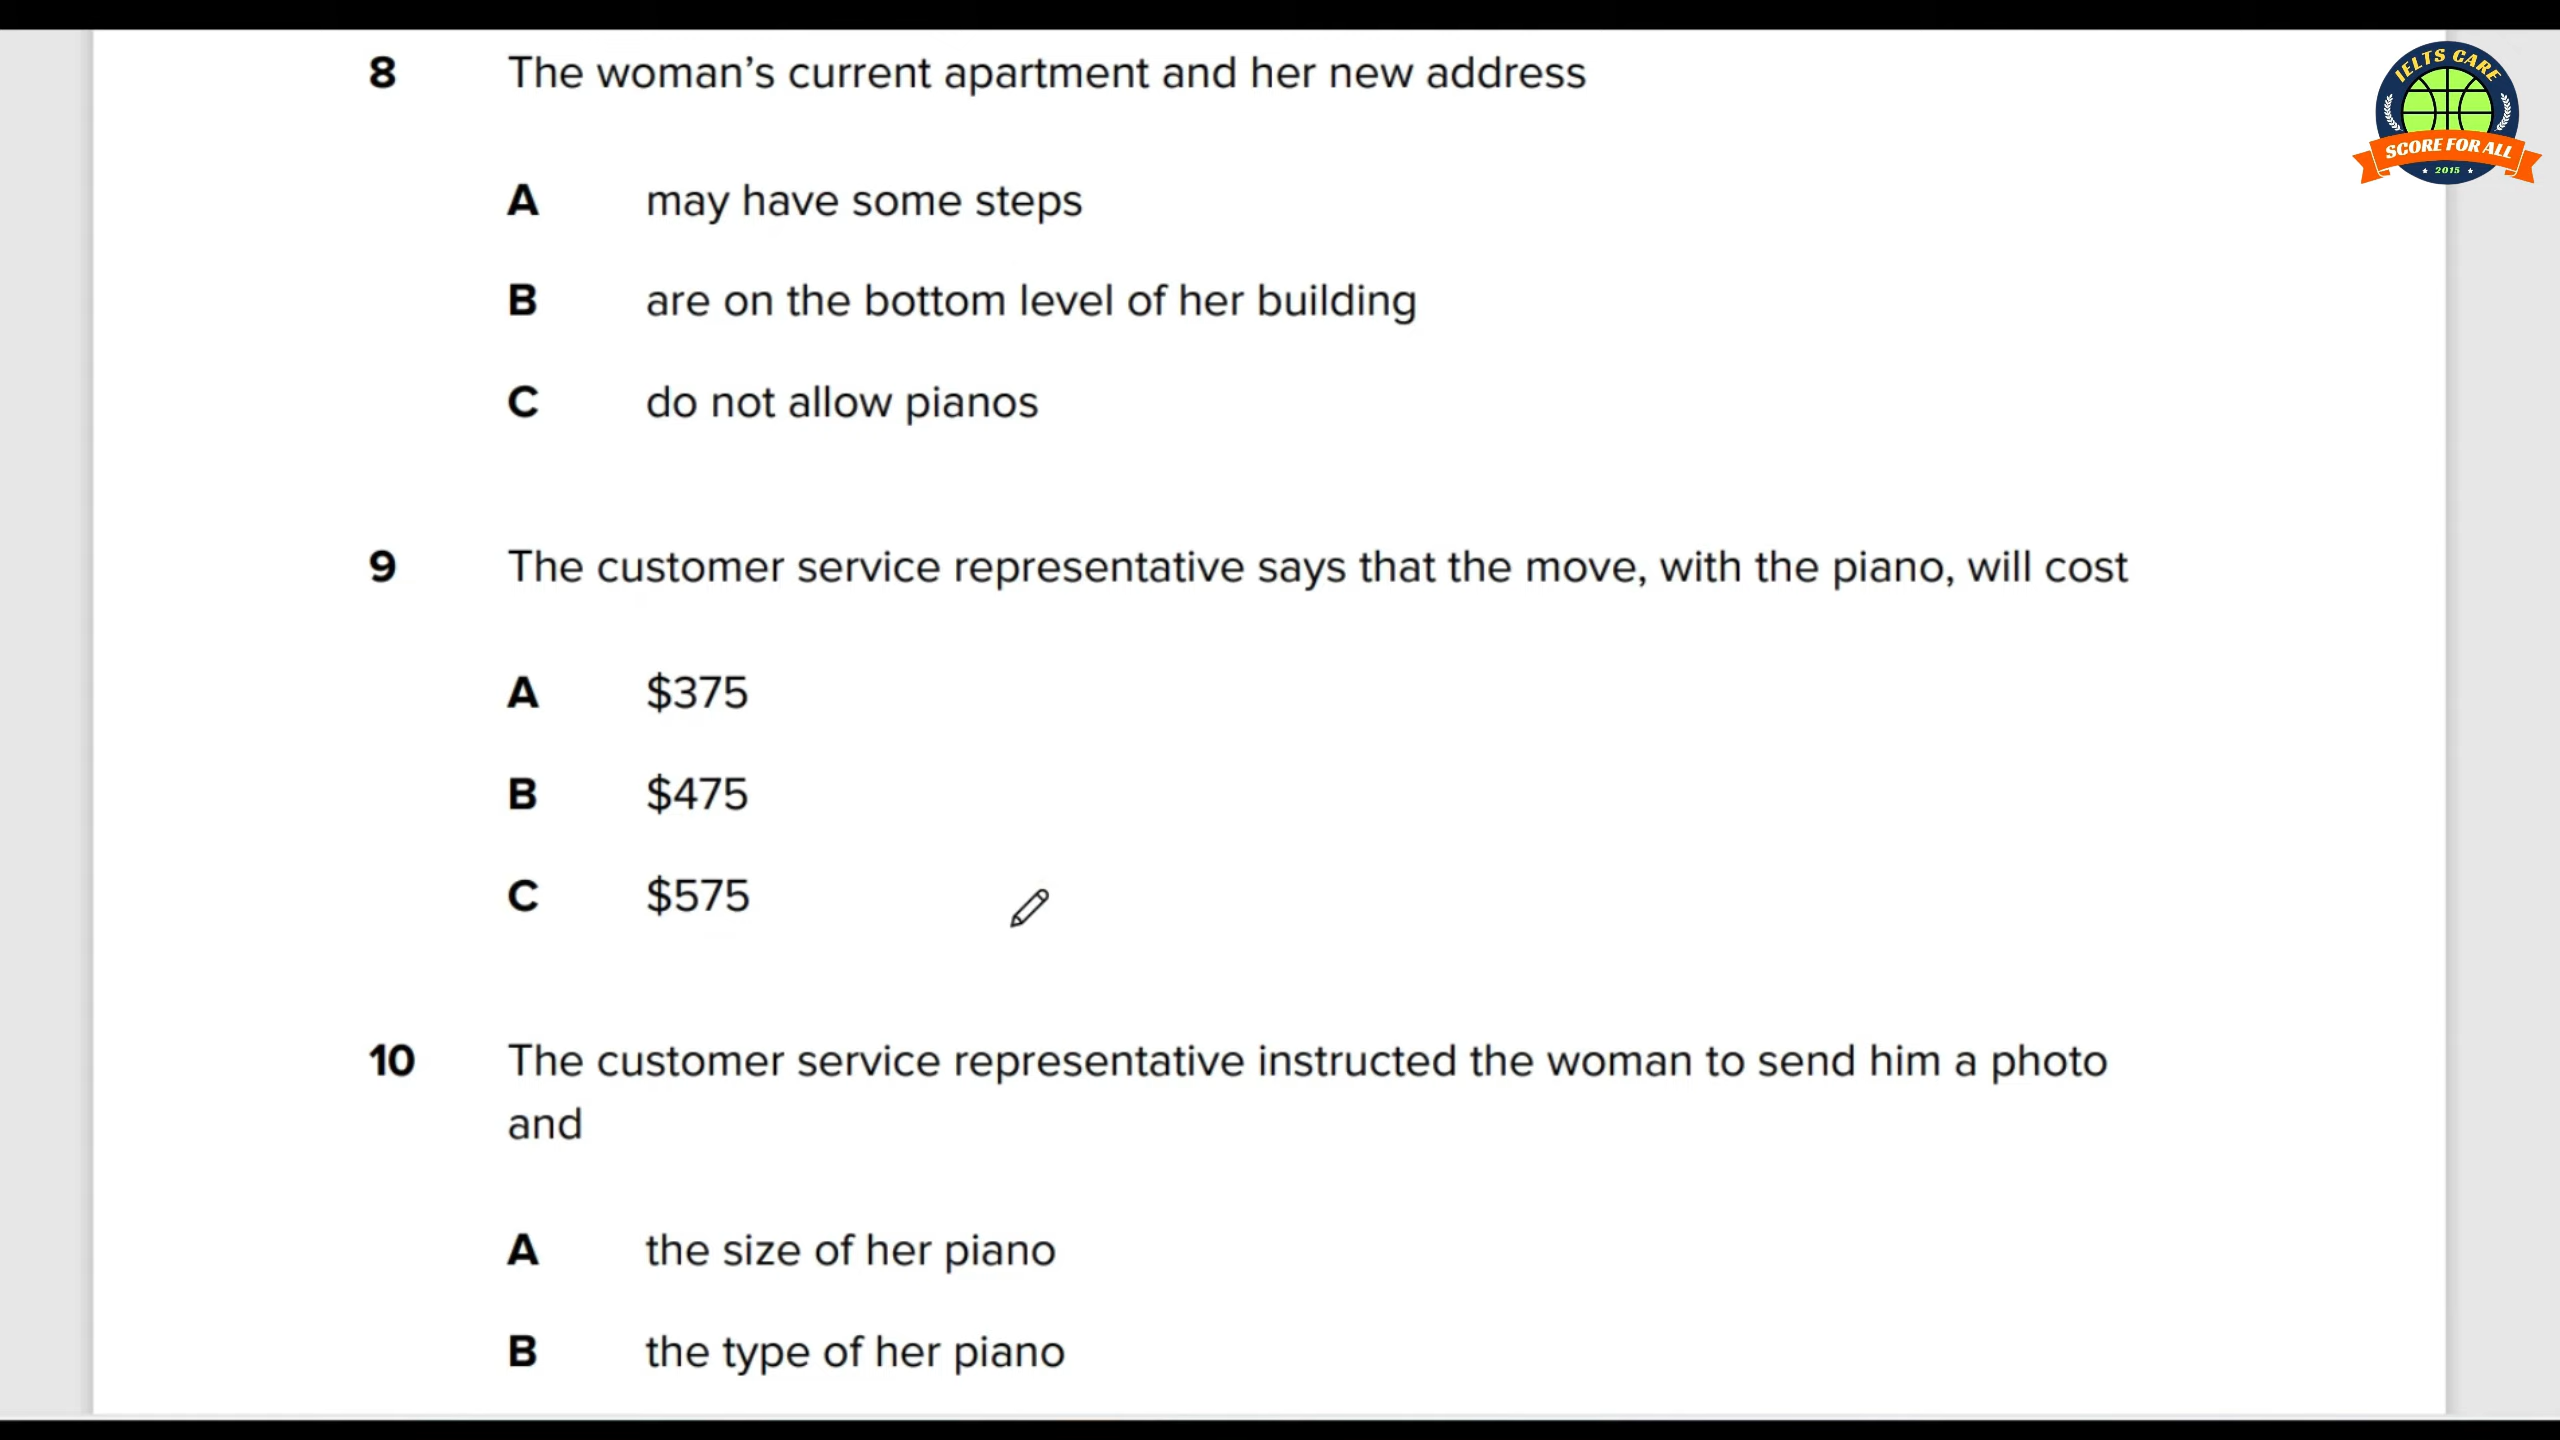 8 The woman's current apartment and her new address
A may have some steps
B are on the bottom level of her building
C do not allow pianos
9 The customer service representative says that the move, with the piano, will cost
A $375
B $475
C $575
10 The customer service representative instructed the woman to send him a photo
and
A the size of her piano
B the type of her piano
IELTS CARE
SCORE FOR ALL
2015